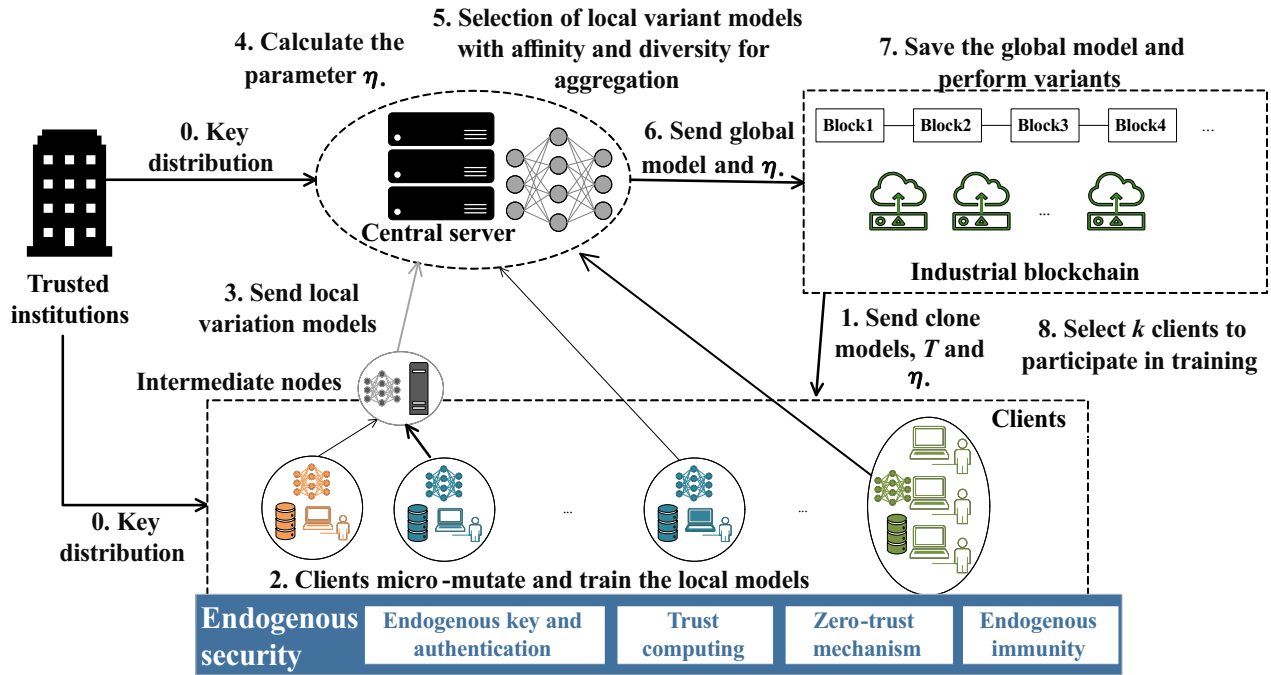 4. Calculate the
parameter η.
5. Selection of local variant models
with affinity and diversity for
aggregation
7. Save the global model and
perform variants
0. Key
distribution
6. Send global
model and η.
Block1
Block2
Block3
Block4
...
...
Central server
Industrial blockchain
Trusted
institutions
3. Send local
variation models
1. Send clone
models, T and
η.
8. Select k clients to
participate in training
Intermediate nodes
Clients
0. Key
distribution
...
...
2. Clients micro-mutate and train the local models
Endogenous
security
Endogenous key and
authentication
Trust
computing
Zero-trust
mechanism
Endogenous
immunity